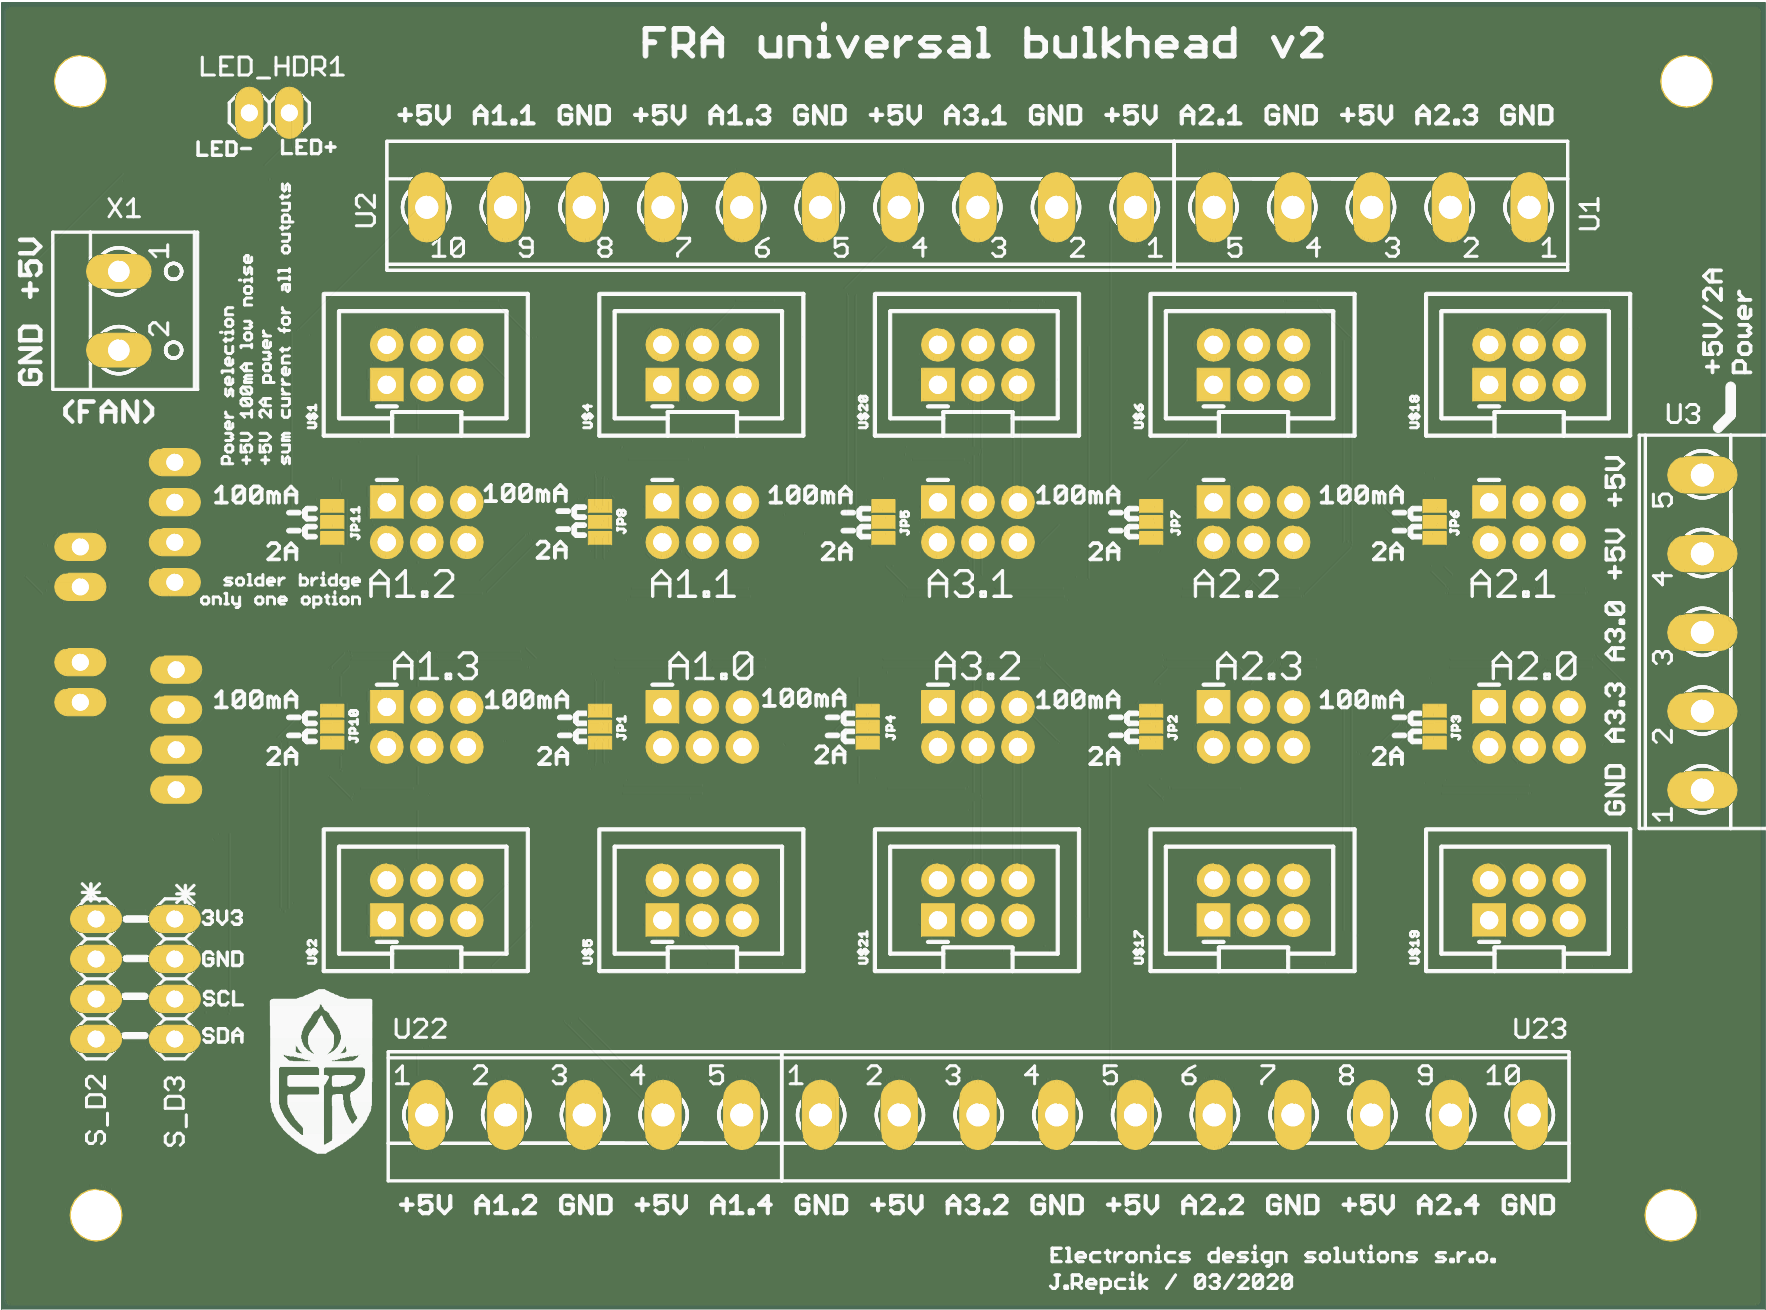 FRA universal bulkhead v2
LED_HDR1
LED- LED+
+5V A1.1 GND +5V A1.3 GND +5V A3.1 GND +5V A2.1 GND +5V A2.3 GND
U2
10 9 8 7 6 5 4 3 2 1 5 4 3 2 1
U1
X1
1
2
GND +5V
(FAN)
Power selection
+5V 100mA low noise
+5V 2A power
sum current for all outputs
+5V/2A
Power
U3
U$1 U$4 U$20 U$6 U$18
100mA 100mA 100mA 100mA 100mA
JP11 JP8 JP5 JP7 JP6
2A 2A 2A 2A 2A
solder bridge
only one option
A1.2 A1.1 A3.1 A2.2 A2.1
GND A3.3 A3.0 +5V +5V
1 2 3 4 5
A1.3 A1.0 A3.2 A2.3 A2.0
100mA 100mA 100mA 100mA 100mA
JP10 JP1 JP4 JP2 JP3
2A 2A 2A 2A 2A
U$2 U$5 U$21 U$17 U$19
3V3
GND
SCL
SDA
S_D2 S_D3
FR
U22 U23
1 2 3 4 5 1 2 3 4 5 6 7 8 9 10
+5V A1.2 GND +5V A1.4 GND +5V A3.2 GND +5V A2.2 GND +5V A2.4 GND
Electronics design solutions s.r.o.
J.Repcik / 03/2020